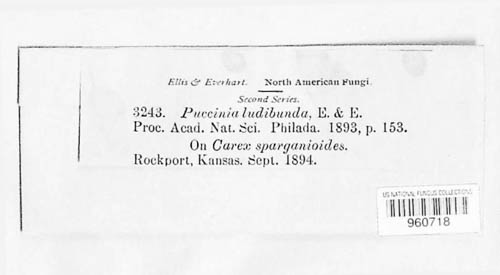 Ellis & Everhart. North American Fungi.
Second Series.
3243. Puccinia ludibunda, E. & E.
Proc. Acad. Nat. Sci. Philada. 1893, p. 153.
On Carex sparganioides.
Rockport, Kansas. Sept. 1894.
US NATIONAL FUNGUS COLLECTIONS
960718